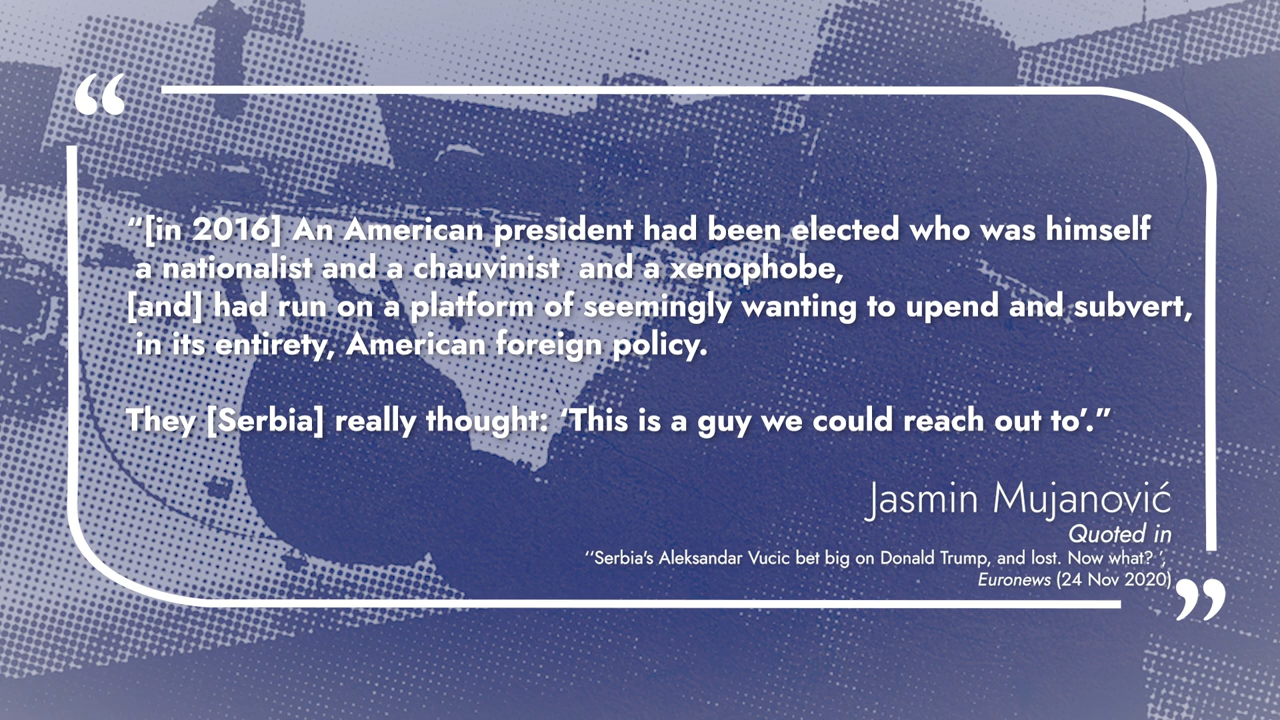 “
“[in 2016] An American president had been elected who was himself
a nationalist and a chauvinist  and a xenophobe,
[and] had run on a platform of seemingly wanting to upend and subvert,
in its entirety, American foreign policy.
They [Serbia] really thought: ‘This is a guy we could reach out to’.”
Jasmin Mujanović
Quoted in
‘‘Serbia's Aleksandar Vucic bet big on Donald Trump, and lost. Now what? ’,
Euronews (24 Nov 2020)
”